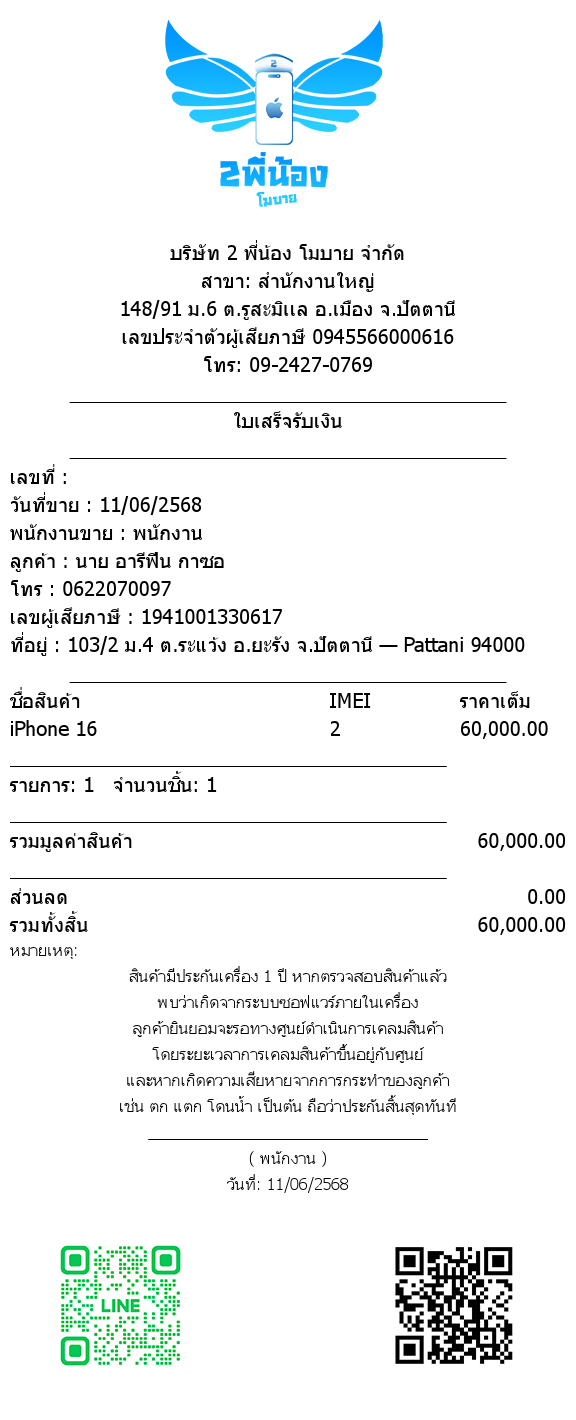 2
2พี่น้อง
โมบาย
บริษัท 2 พี่น้อง โมบาย จำกัด
สาขา: สำนักงานใหญ่
148/91 ม.6 ต.รูสะมิแล อ.เมือง จ.ปัตตานี
เลขประจำตัวผู้เสียภาษี 0945566000616
โทร: 09-2427-0769
ใบเสร็จรับเงิน
เลขที่ :
วันที่ขาย : 11/06/2568
พนักงานขาย : พนักงาน
ลูกค้า : นาย อารีฟีน กาซอ
โทร : 0622070097
เลขผู้เสียภาษี : 1941001330617
ที่อยู่ : 103/2 ม.4 ต.ระแว้ง อ.ยะรัง จ.ปัตตานี — Pattani 94000
ชื่อสินค้า IMEI ราคาเต็ม
iPhone 16 2 60,000.00
รายการ: 1 จำนวนชิ้น: 1
รวมมูลค่าสินค้า 60,000.00
ส่วนลด 0.00
รวมทั้งสิ้น 60,000.00
หมายเหตุ:
สินค้ามีประกันเครื่อง 1 ปี หากตรวจสอบสินค้าแล้ว
พบว่าเกิดจากระบบซอฟแวร์ภายในเครื่อง
ลูกค้ายินยอมจะรอทางศูนย์ดำเนินการเคลมสินค้า
โดยระยะเวลาการเคลมสินค้าขึ้นอยู่กับศูนย์
และหากเกิดความเสียหายจากการกระทำของลูกค้า
เช่น ตก แตก โดนน้ำ เป็นต้น ถือว่าประกันสิ้นสุดทันที
( พนักงาน )
วันที่: 11/06/2568
LINE